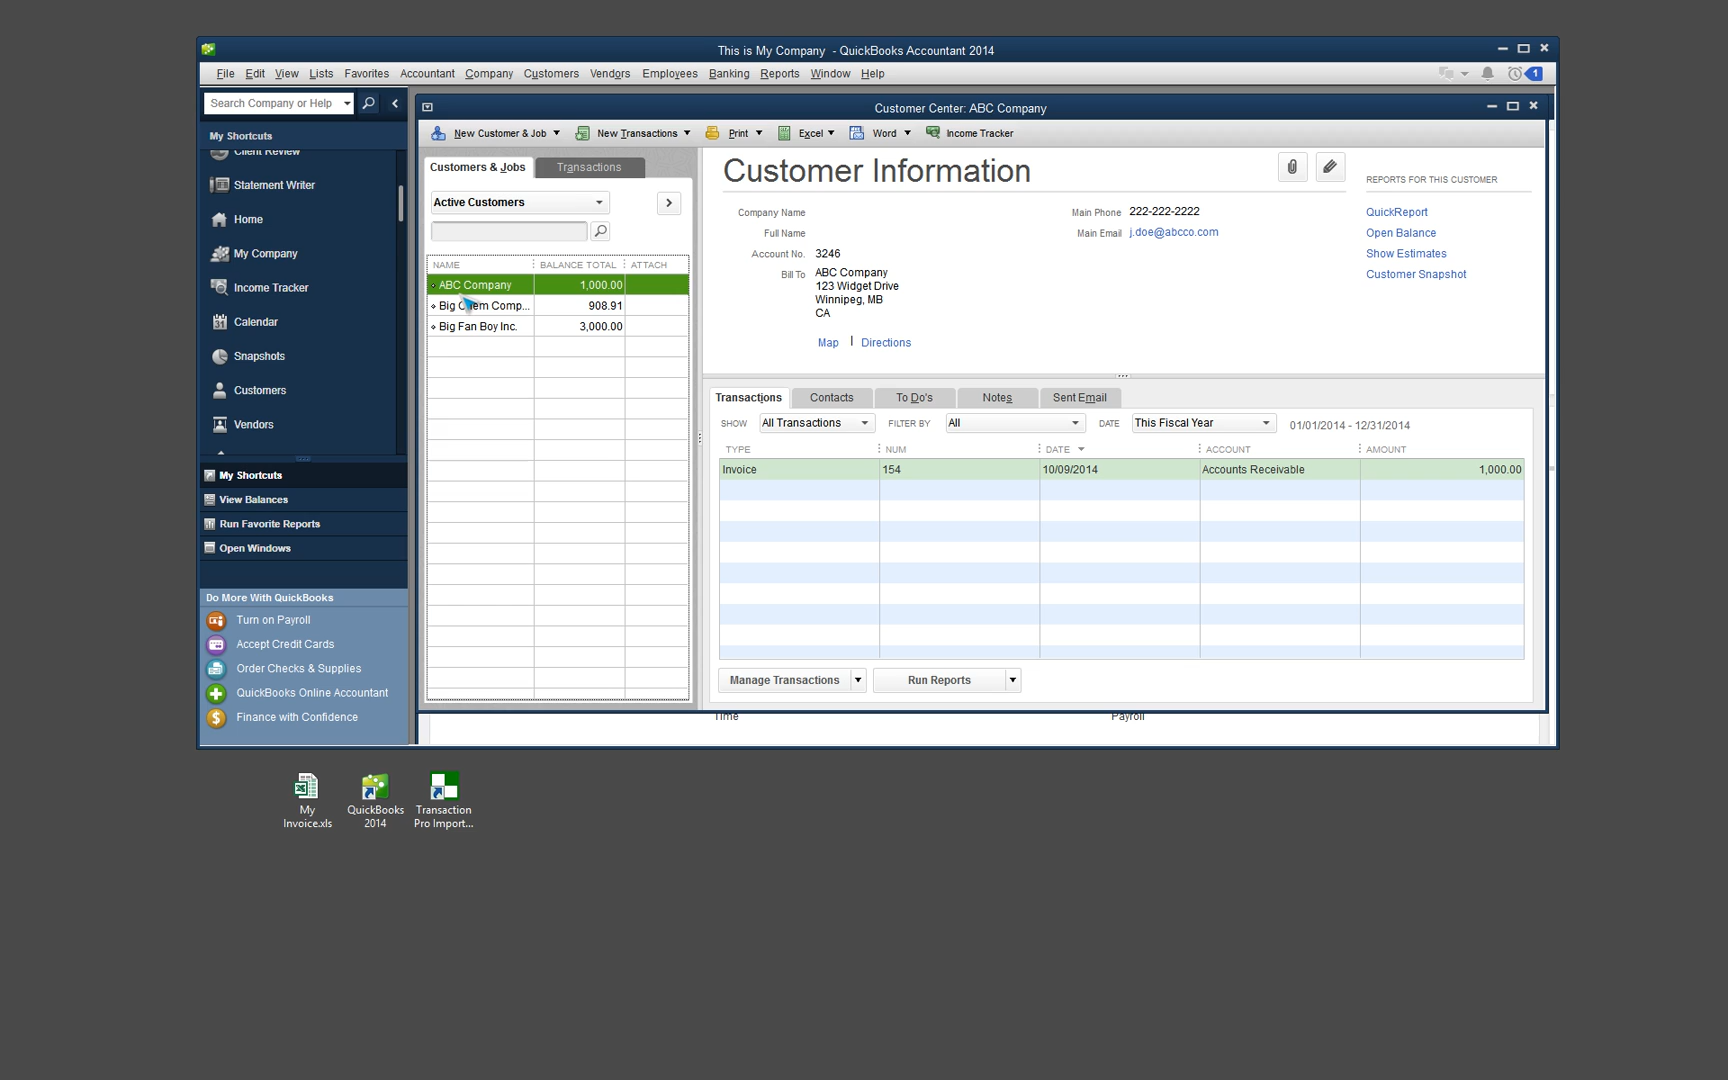 This is My Company - QuickBooks Accountant 2014
File Edit View Lists Favorites Accountant Company Customers Vendors Employees Banking Reports Window Help
1
Search Company or Help
My Shortcuts
Client Review
Statement Writer
Home
My Company
Income Tracker
31 Calendar
Snapshots
Customers
Vendors
My Shortcuts
View Balances
Run Favorite Reports
Open Windows
Do More With QuickBooks
Turn on Payroll
Accept Credit Cards
Order Checks & Supplies
QuickBooks Online Accountant
Finance with Confidence
Customer Center: ABC Company
New Customer & Job New Transactions Print Excel Word Income Tracker
Customers & Jobs Transactions
Active Customers
NAME BALANCE TOTAL ATTACH
ABC Company 1,000.00
Big Comp... 908.91
Big Fan Boy Inc. 3,000.00
Customer Information
Company Name
Full Name
Account No. 3246
Bill To ABC Company
123 Widget Drive
Winnipeg, MB
CA
Map | Directions
Main Phone 222-222-2222
Main Email j.doe@abcco.com
REPORTS FOR THIS CUSTOMER
QuickReport
Open Balance
Show Estimates
Customer Snapshot
Transactions Contacts To Do's Notes Sent Email
SHOW All Transactions FILTER BY All DATE This Fiscal Year 01/01/2014 - 12/31/2014
TYPE NUM DATE ACCOUNT AMOUNT
Invoice 154 10/09/2014 Accounts Receivable 1,000.00
Manage Transactions Run Reports
Time Payroll
My
Invoice.xls
QuickBooks
2014
Transaction
Pro Import...